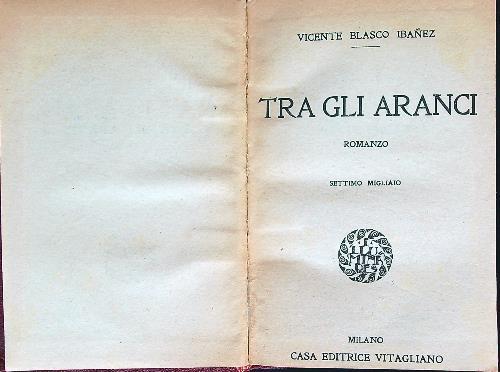 VICENTE BLASCO IBAÑEZ
TRA GLI ARANCI
ROMANZO
SETTIMO MIGLIAIO
MILANO
CASA EDITRICE VITAGLIANO